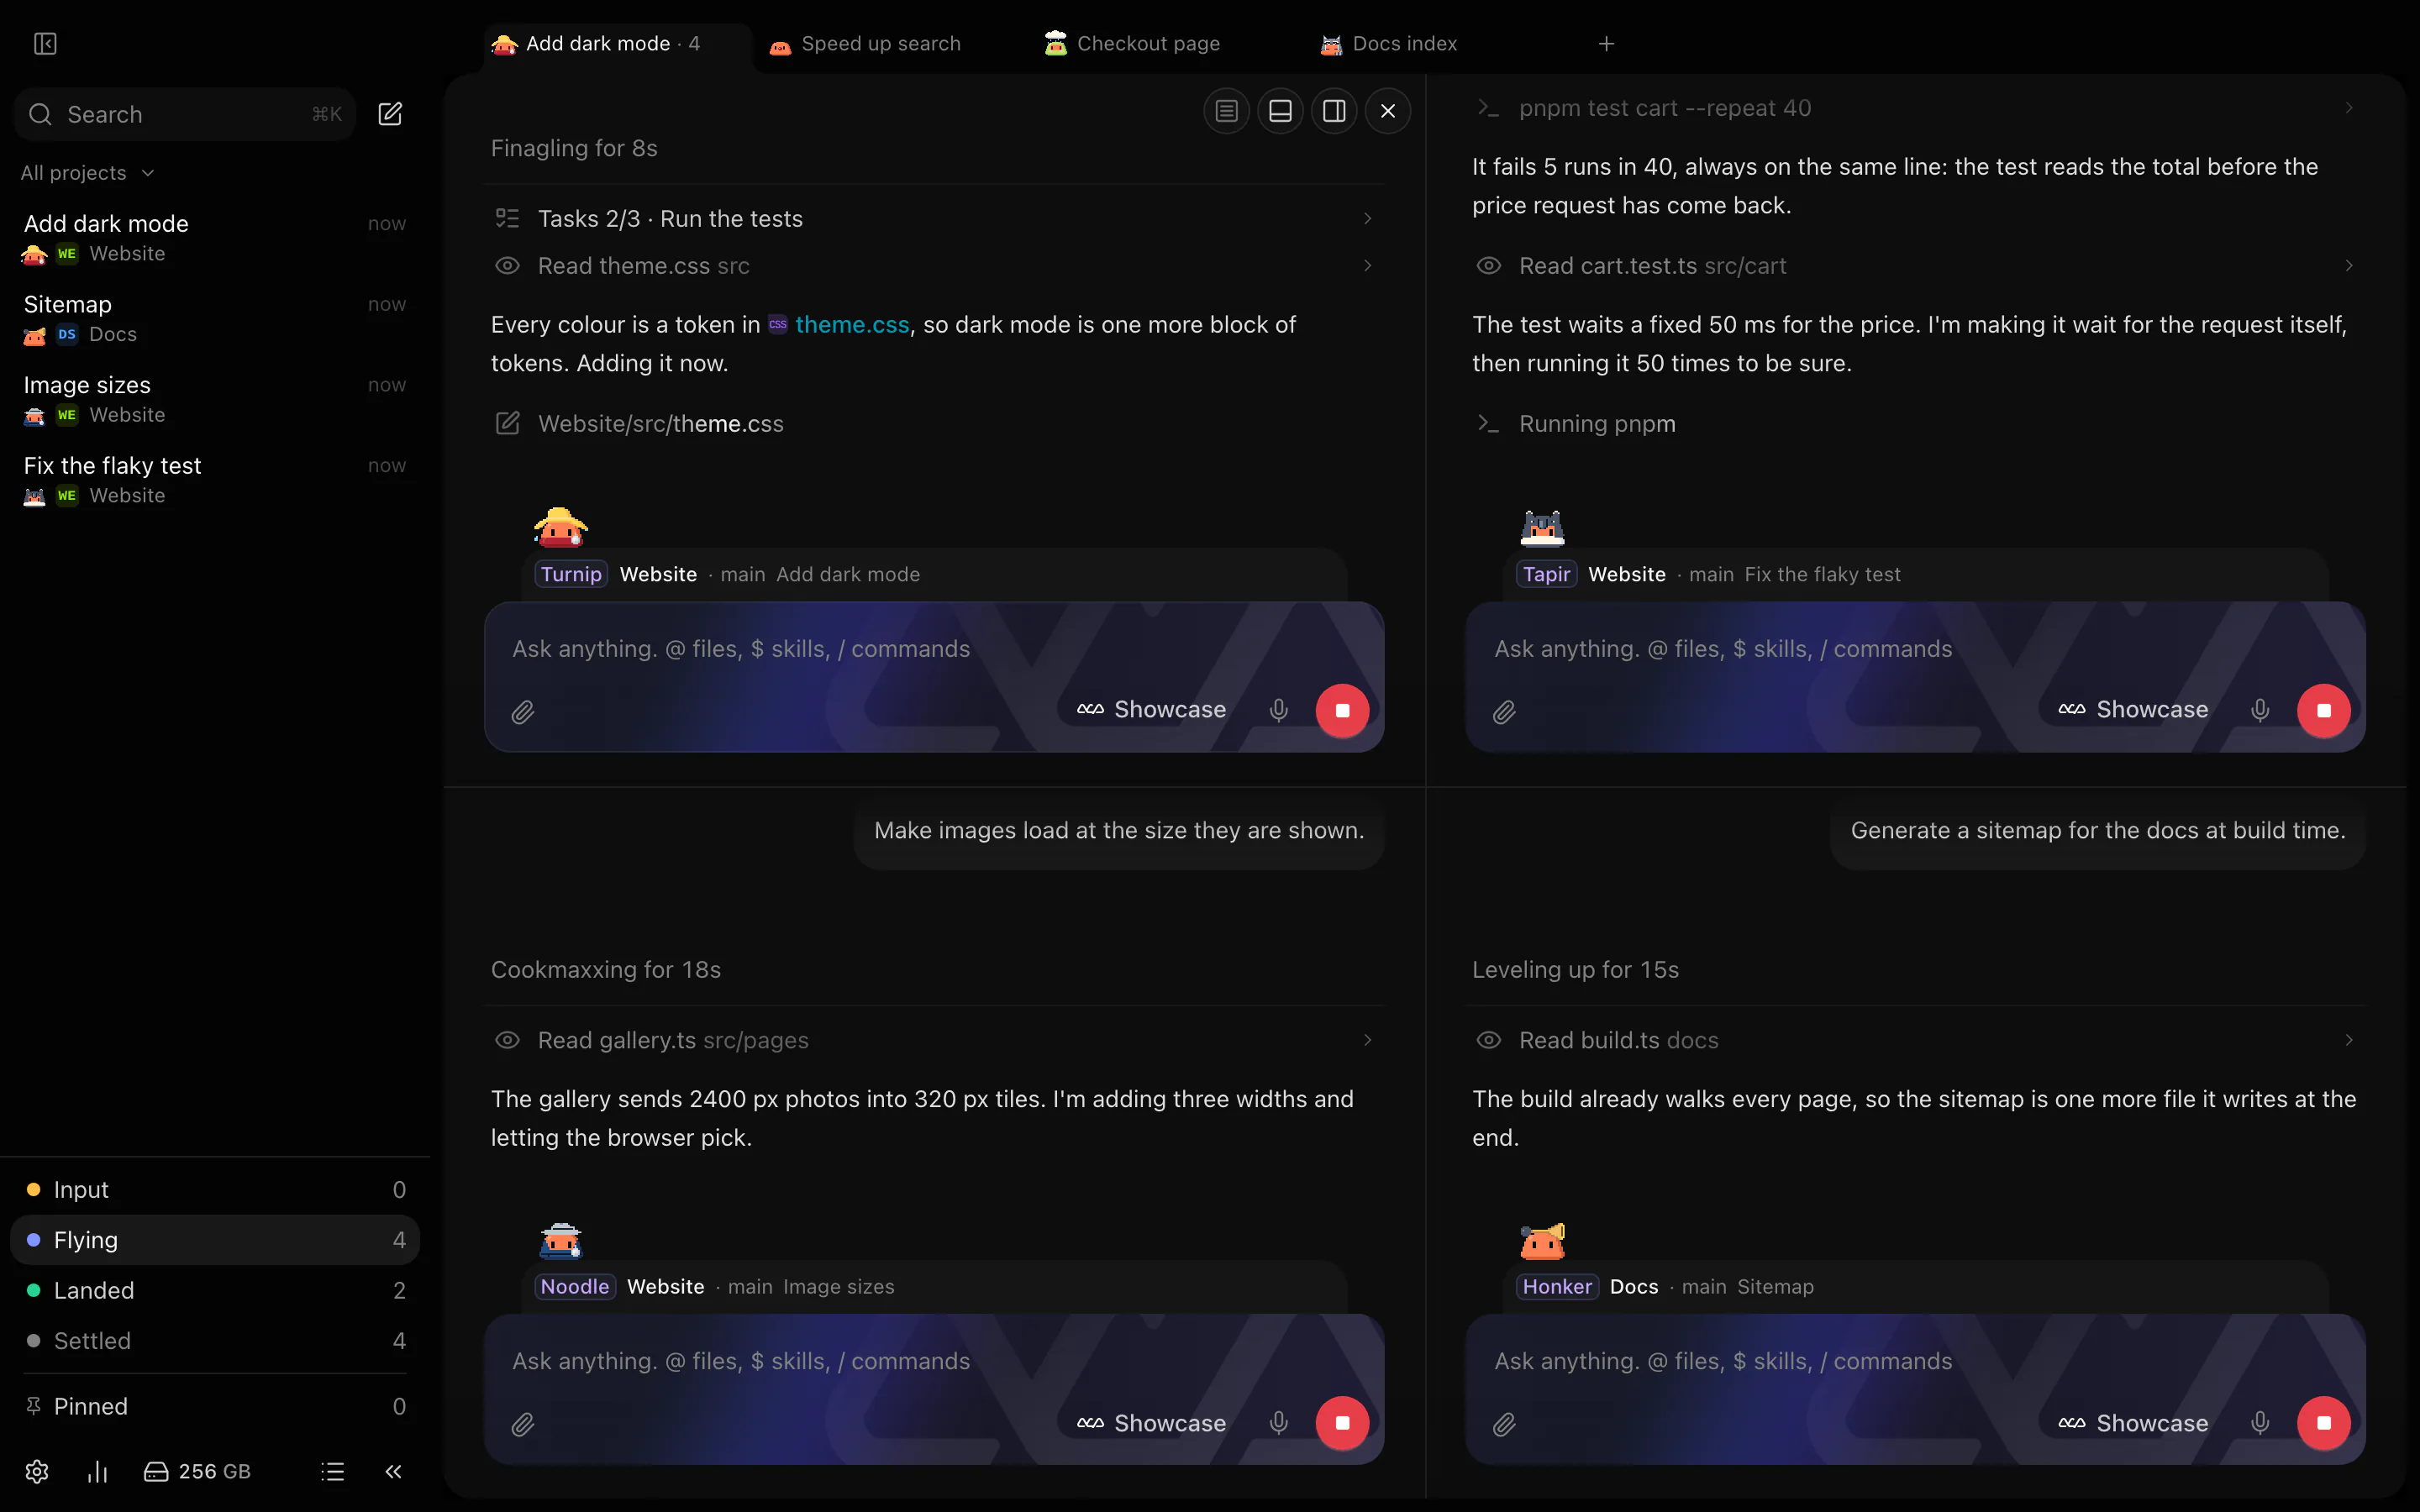 Add dark mode · 4
Speed up search
Checkout page
Docs index
Search ⌘K
All projects
Add dark mode now
WE Website
Sitemap now
DS Docs
Image sizes now
WE Website
Fix the flaky test now
WE Website
Input 0
Flying 4
Landed 2
Settled 4
Pinned 0
256 GB
Finagling for 8s
Tasks 2/3 · Run the tests
Read theme.css src
Every colour is a token in css theme.css, so dark mode is one more block of
tokens. Adding it now.
Website/src/theme.css
Turnip Website · main Add dark mode
Ask anything. @ files, $ skills, / commands
Showcase
pnpm test cart --repeat 40
It fails 5 runs in 40, always on the same line: the test reads the total before the
price request has come back.
Read cart.test.ts src/cart
The test waits a fixed 50 ms for the price. I'm making it wait for the request itself,
then running it 50 times to be sure.
Running pnpm
Tapir Website · main Fix the flaky test
Ask anything. @ files, $ skills, / commands
Showcase
Make images load at the size they are shown.
Cookmaxxing for 18s
Read gallery.ts src/pages
The gallery sends 2400 px photos into 320 px tiles. I'm adding three widths and
letting the browser pick.
Noodle Website · main Image sizes
Ask anything. @ files, $ skills, / commands
Showcase
Generate a sitemap for the docs at build time.
Leveling up for 15s
Read build.ts docs
The build already walks every page, so the sitemap is one more file it writes at the
end.
Honker Docs · main Sitemap
Ask anything. @ files, $ skills, / commands
Showcase